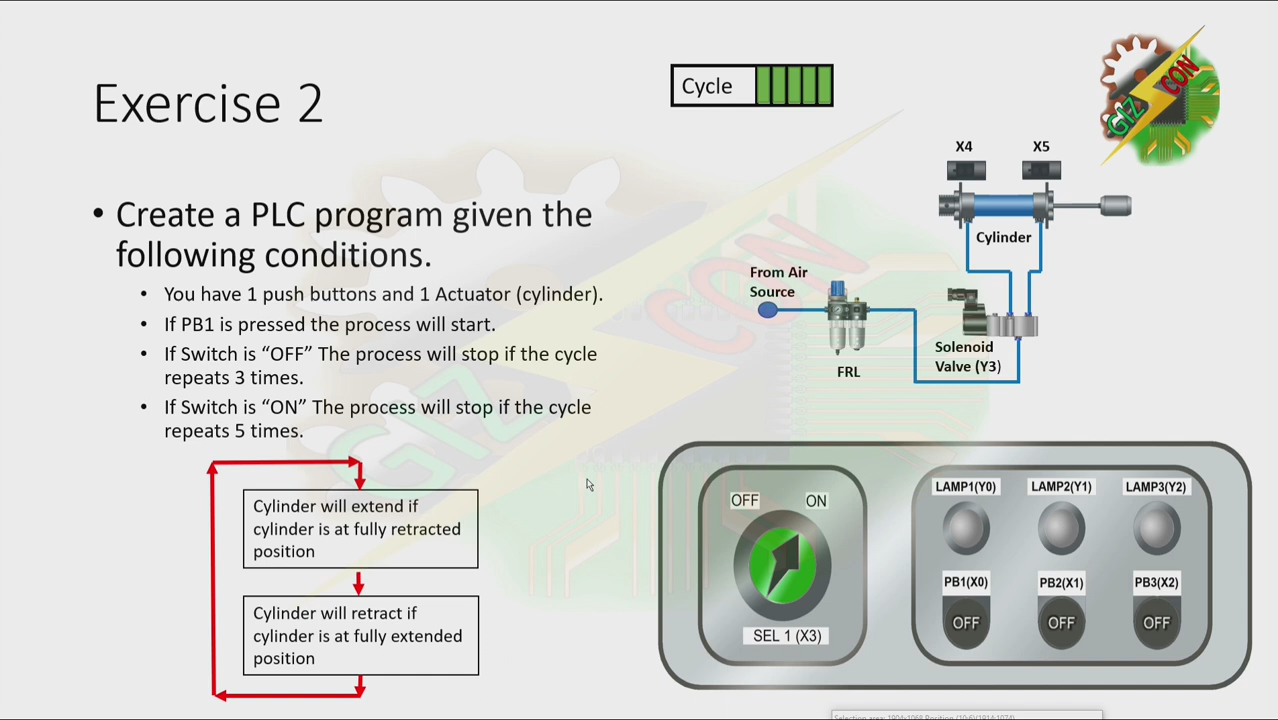 Exercise 2
Cycle
GIZ
CON
• Create a PLC program given the
following conditions.
• You have 1 push buttons and 1 Actuator (cylinder).
• If PB1 is pressed the process will start.
• If Switch is “OFF” The process will stop if the cycle
repeats 3 times.
• If Switch is “ON” The process will stop if the cycle
repeats 5 times.
Cylinder will extend if
cylinder is at fully retracted
position
Cylinder will retract if
cylinder is at fully extended
position
X4
X5
Cylinder
From Air
Source
FRL
Solenoid
Valve (Y3)
OFF
ON
SEL 1 (X3)
LAMP1(Y0)
LAMP2(Y1)
LAMP3(Y2)
PB1(X0)
PB2(X1)
PB3(X2)
OFF
OFF
OFF
GIZ
CON